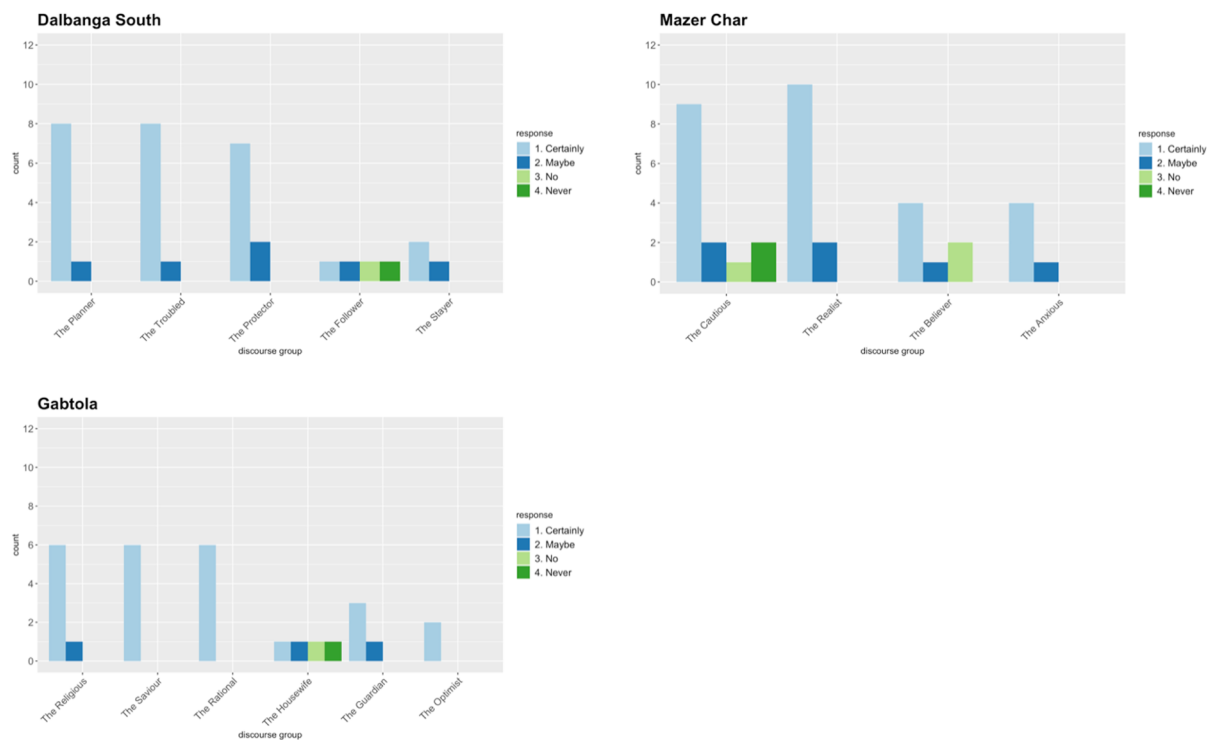 Dalbanga South
12
10
8
6
4
2
0
count
The Planner
The Troubled
The Protector
The Follower
The Slayer
discourse group
response
1. Certainly
2. Maybe
3. No
4. Never
Mazer Char
12
10
8
6
4
2
0
count
The Cautious
The Realist
The Believer
The Anxious
discourse group
response
1. Certainly
2. Maybe
3. No
4. Never
Gabtola
12
10
8
6
4
2
0
count
The Religious
The Saviour
The Rational
The Housewife
The Guardian
The Optimist
discourse group
response
1. Certainly
2. Maybe
3. No
4. Never